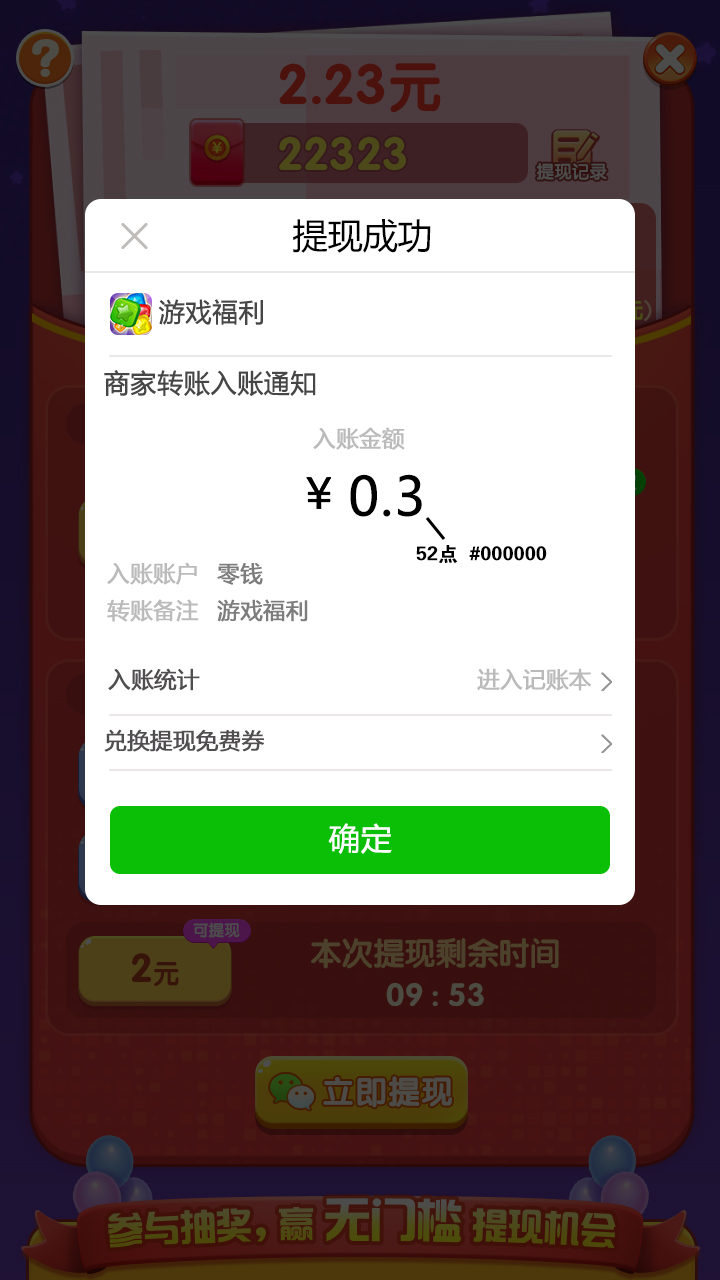 ?
2.23元
22323
提现记录
提现成功
游戏福利
元)
商家转账入账通知
入账金额
¥ 0.3
52点 #000000
入账账户 零钱
转账备注 游戏福利
入账统计 进入记账本
兑换提现免费券
确定
可提现
2元
本次提现剩余时间
09 : 53
立即提现
参与抽奖，赢 无门槛 提现机会